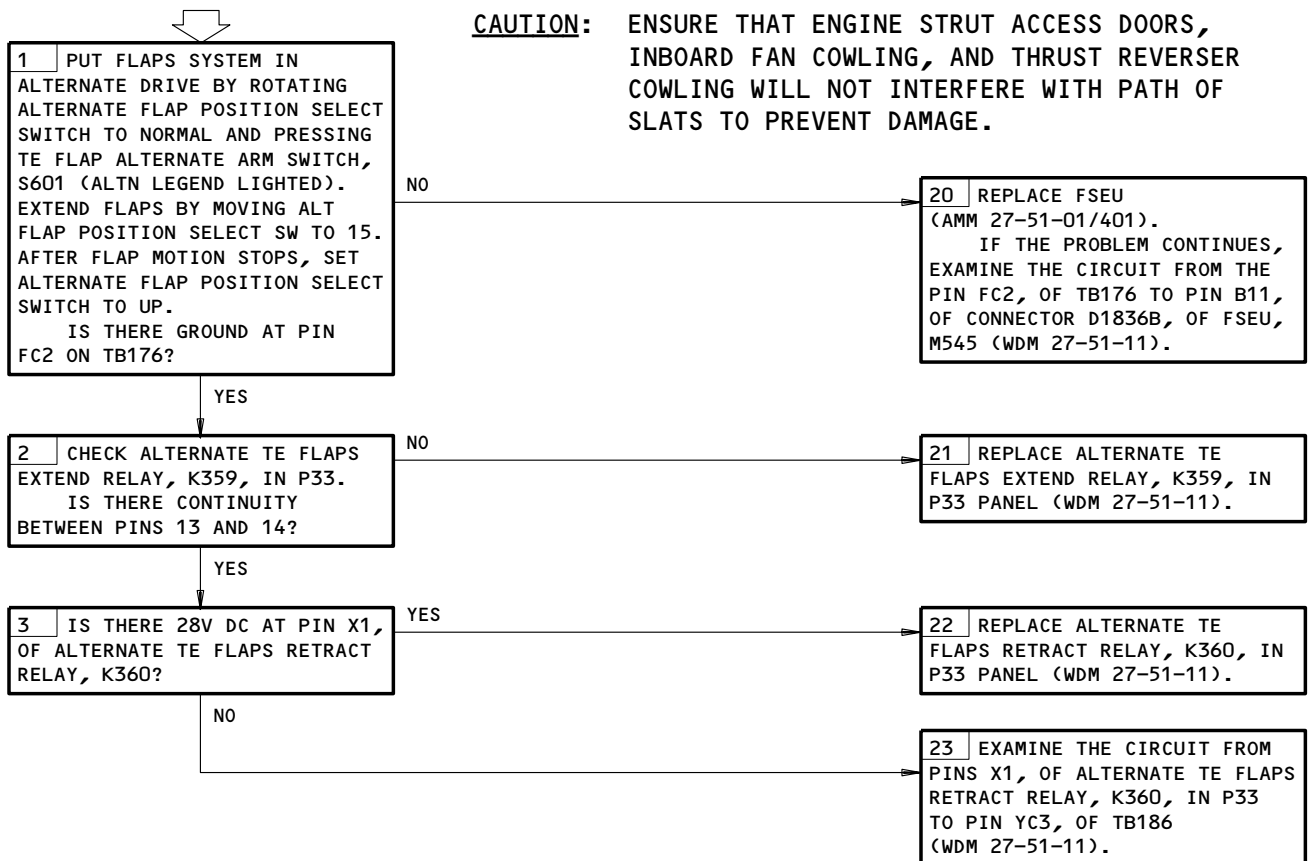 CAUTION: ENSURE THAT ENGINE STRUT ACCESS DOORS,
INBOARD FAN COWLING, AND THRUST REVERSER
COWLING WILL NOT INTERFERE WITH PATH OF
SLATS TO PREVENT DAMAGE.
1 PUT FLAPS SYSTEM IN
ALTERNATE DRIVE BY ROTATING
ALTERNATE FLAP POSITION SELECT
SWITCH TO NORMAL AND PRESSING
TE FLAP ALTERNATE ARM SWITCH,
S601 (ALTN LEGEND LIGHTED).
EXTEND FLAPS BY MOVING ALT
FLAP POSITION SELECT SW TO 15.
AFTER FLAP MOTION STOPS, SET
ALTERNATE FLAP POSITION SELECT
SWITCH TO UP.
IS THERE GROUND AT PIN
FC2 ON TB176?
NO
20 REPLACE FSEU
(AMM 27-51-01/401).
IF THE PROBLEM CONTINUES,
EXAMINE THE CIRCUIT FROM THE
PIN FC2, OF TB176 TO PIN B11,
OF CONNECTOR D1836B, OF FSEU,
M545 (WDM 27-51-11).
YES
2 CHECK ALTERNATE TE FLAPS
EXTEND RELAY, K359, IN P33.
IS THERE CONTINUITY
BETWEEN PINS 13 AND 14?
NO
21 REPLACE ALTERNATE TE
FLAPS EXTEND RELAY, K359, IN
P33 PANEL (WDM 27-51-11).
YES
3 IS THERE 28V DC AT PIN X1,
OF ALTERNATE TE FLAPS RETRACT
RELAY, K360?
YES
22 REPLACE ALTERNATE TE
FLAPS RETRACT RELAY, K360, IN
P33 PANEL (WDM 27-51-11).
NO
23 EXAMINE THE CIRCUIT FROM
PINS X1, OF ALTERNATE TE FLAPS
RETRACT RELAY, K360, IN P33
TO PIN YC3, OF TB186
(WDM 27-51-11).